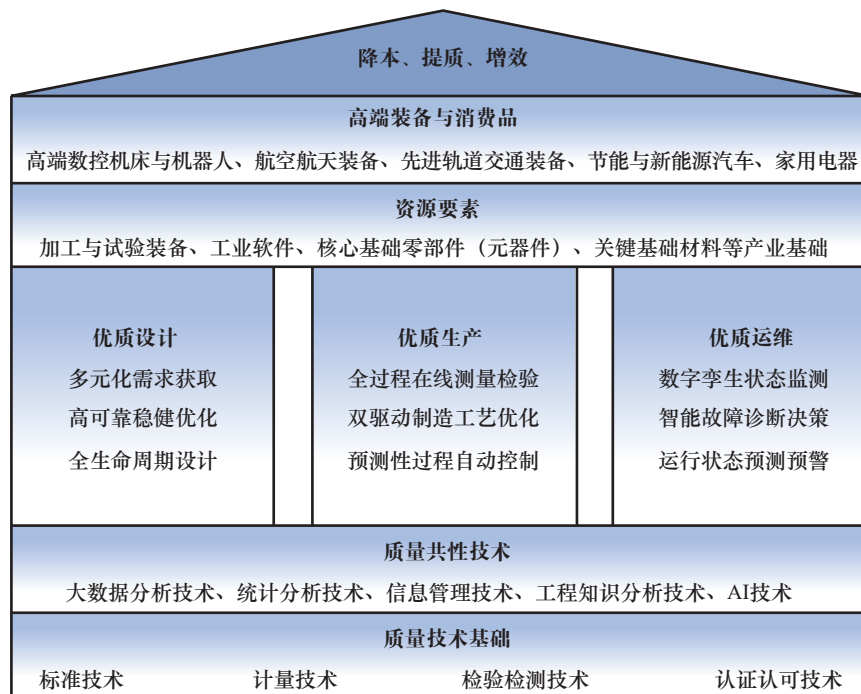 降本、提质、增效
高端装备与消费品
高端数控机床与机器人、航空航天装备、先进轨道交通装备、节能与新能源汽车、家用电器
资源要素
加工与试验装备、工业软件、核心基础零部件（元器件）、关键基础材料等产业基础
优质设计
多元化需求获取
高可靠稳健优化
全生命周期设计
优质生产
全过程在线测量检验
双驱动制造工艺优化
预测性过程自动控制
优质运维
数字孪生状态监测
智能故障诊断决策
运行状态预测预警
质量共性技术
大数据分析技术、统计分析技术、信息管理技术、工程知识分析技术、AI技术
质量技术基础
标准技术 计量技术 检验检测技术 认证认可技术